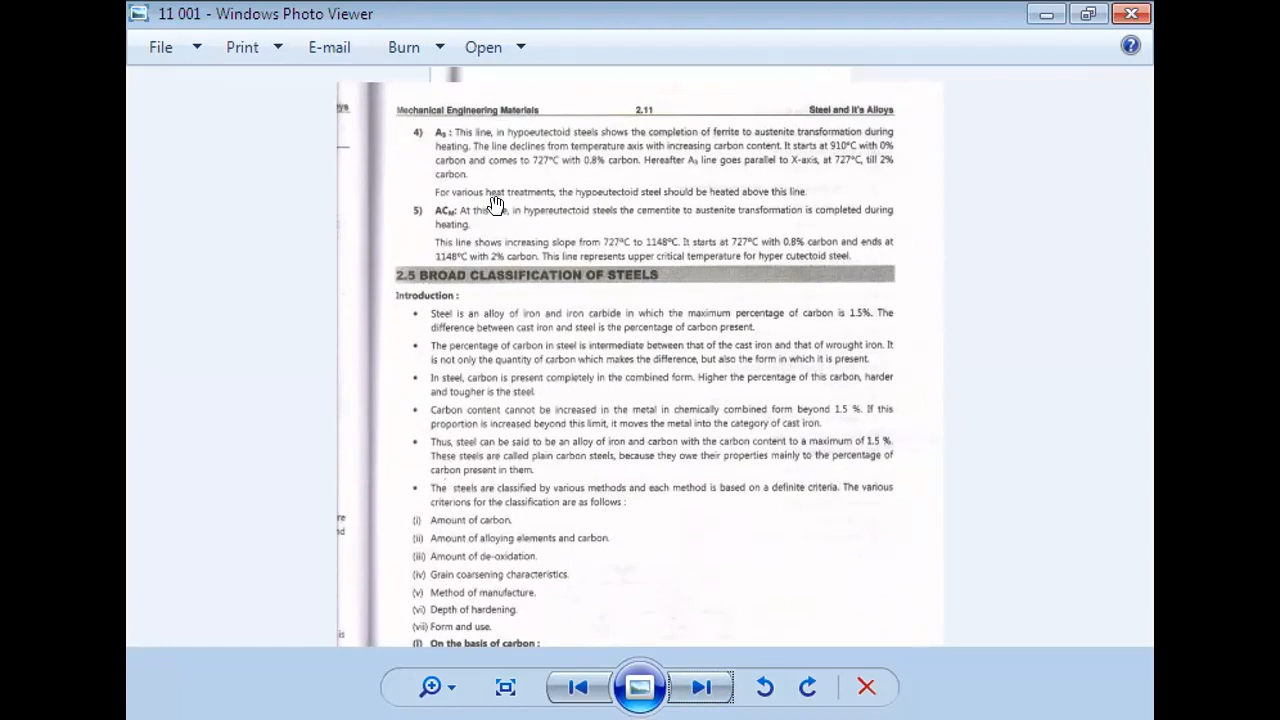 11 001 - Windows Photo Viewer
File Print E-mail Burn Open
Mechanical Engineering Materials 2.11 Steel and It's Alloys
4) A₃ : This line, in hypoeutectoid steels shows the completion of ferrite to austenite transformation during
heating. The line declines from temperature axis with increasing carbon content. It starts at 910°C with 0%
carbon and comes to 727°C with 0.8% carbon. Hereafter A₃ line goes parallel to X-axis, at 727°C, till 2%
carbon.
For various heat treatments, the hypoeutectoid steel should be heated above this line.
5) ACM: At this in hypereutectoid steels the cementite to austenite transformation is completed during
heating.
This line shows increasing slope from 727°C to 1148°C. It starts at 727°C with 0.8% carbon and ends at
1148°C with 2% carbon. This line represents upper critical temperature for hyper cutectoid steel.
2.5 BROAD CLASSIFICATION OF STEELS
Introduction :
• Steel is an alloy of iron and iron carbide in which the maximum percentage of carbon is 1.5%. The
difference between cast iron and steel is the percentage of carbon present.
• The percentage of carbon in steel is intermediate between that of the cast iron and that of wrought iron. It
is not only the quantity of carbon which makes the difference, but also the form in which it is present.
• In steel, carbon is present completely in the combined form. Higher the percentage of this carbon, harder
and tougher is the steel.
• Carbon content cannot be increased in the metal in chemically combined form beyond 1.5 %. If this
proportion is increased beyond this limit, it moves the metal into the category of cast iron.
• Thus, steel can be said to be an alloy of iron and carbon with the carbon content to a maximum of 1.5 %.
These steels are called plain carbon steels, because they owe their properties mainly to the percentage of
carbon present in them.
• The steels are classified by various methods and each method is based on a definite criteria. The various
criterions for the classification are as follows :
(i) Amount of carbon.
(ii) Amount of alloying elements and carbon.
(iii) Amount of de-oxidation.
(iv) Grain coarsening characteristics.
(v) Method of manufacture.
(vi) Depth of hardening.
(vii) Form and use.
(I) On the basis of carbon :